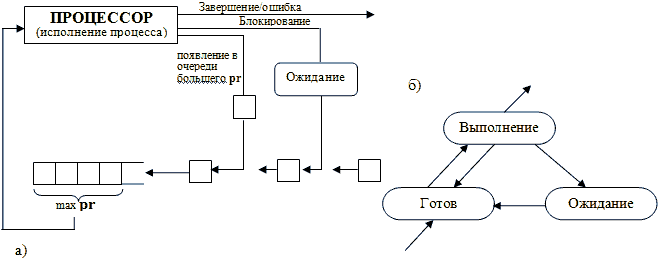 ПРОЦЕССОР
(исполнение процесса)
Завершение/ошибка
Блокирование
появление в
очереди
большего pr
Ожидание
max pr
а)
б)
Выполнение
Готов
Ожидание